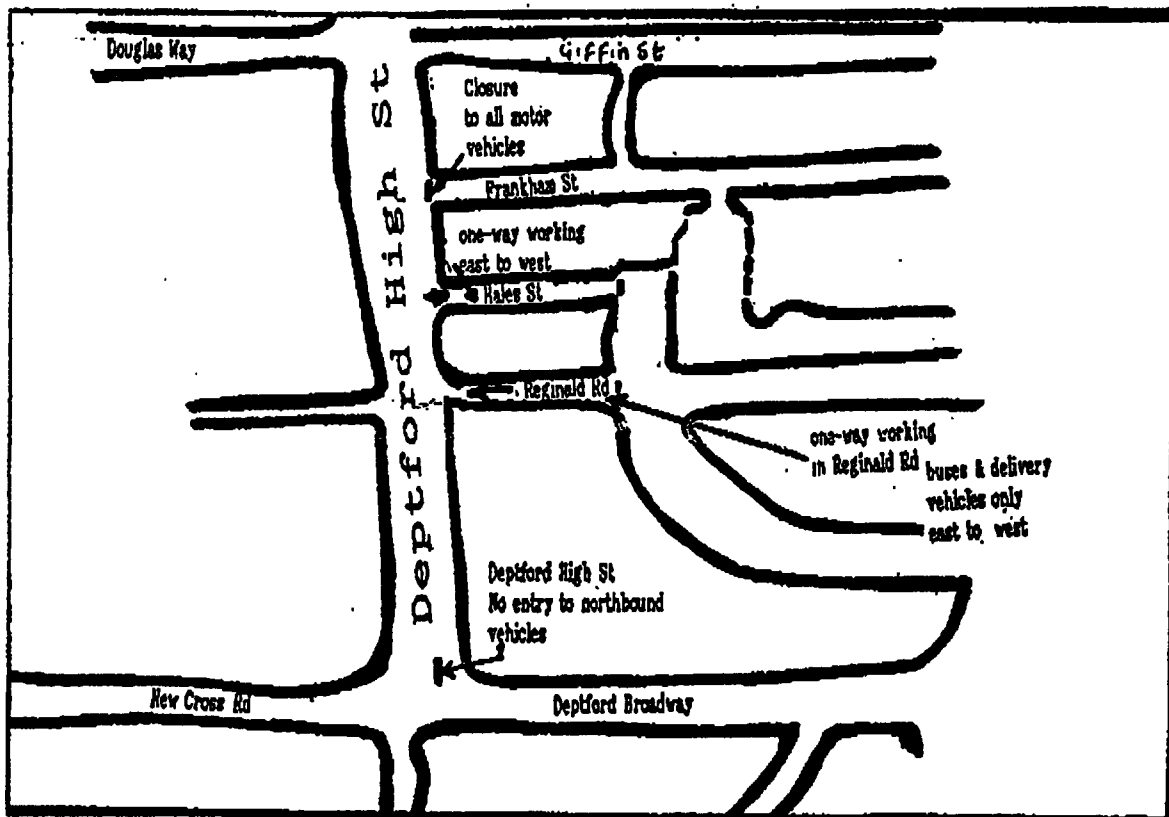 Douglas Way
Giffin St
Closure
to all motor
vehicles
Frankham St
one-way working
east to west
Hales St
Deptford High St
Reginald Rd
one-way working
in Reginald Rd
buses & delivery
vehicles only
east to west
Deptford High St
No entry to northbound
vehicles
New Cross Rd
Deptford Broadway